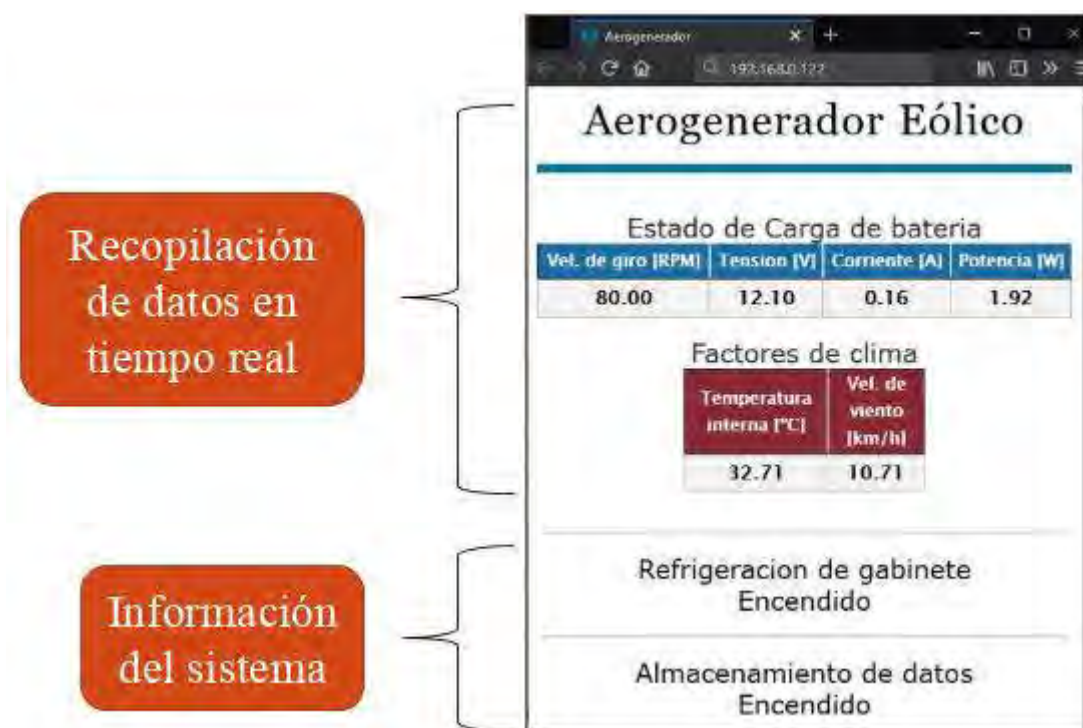 Aerogenerador
192.168.0.122
Aerogenerador Eólico
Recopilación
de datos en
tiempo real
Estado de Carga de bateria
Vel. de giro [RPM] Tension [V] Corriente [A] Potencia [W]
80.00 12.10 0.16 1.92
Factores de clima
Temperatura
interna [°C]
Vel. de
viento
[km/h]
32.71 10.71
Información
del sistema
Refrigeracion de gabinete
Encendido
Almacenamiento de datos
Encendido